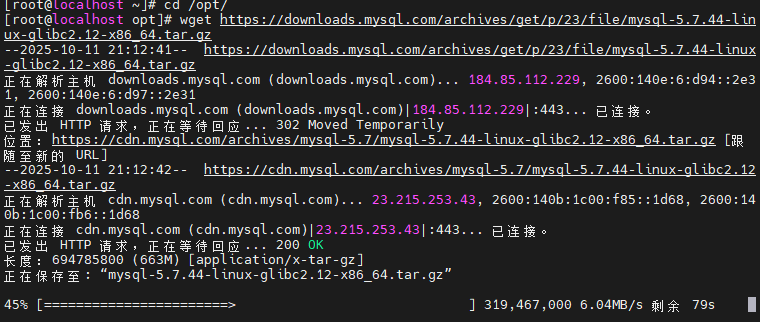 [root@localhost ~]# cd /opt/
[root@localhost opt]# wget https://downloads.mysql.com/archives/get/p/23/file/mysql-5.7.44-lin
ux-glibc2.12-x86_64.tar.gz
--2025-10-11 21:12:41--  https://downloads.mysql.com/archives/get/p/23/file/mysql-5.7.44-linux
-glibc2.12-x86_64.tar.gz
正在解析主机 downloads.mysql.com (downloads.mysql.com)... 184.85.112.229, 2600:140e:6:d94::2e3
1, 2600:140e:6:d97::2e31
正在连接 downloads.mysql.com (downloads.mysql.com)|184.85.112.229|:443... 已连接。
已发出 HTTP 请求，正在等待回应... 302 Moved Temporarily
位置：https://cdn.mysql.com/archives/mysql-5.7/mysql-5.7.44-linux-glibc2.12-x86_64.tar.gz [跟
随至新的 URL]
--2025-10-11 21:12:42--  https://cdn.mysql.com/archives/mysql-5.7/mysql-5.7.44-linux-glibc2.12
-x86_64.tar.gz
正在解析主机 cdn.mysql.com (cdn.mysql.com)... 23.215.253.43, 2600:140b:1c00:f85::1d68, 2600:14
0b:1c00:fb6::1d68
正在连接 cdn.mysql.com (cdn.mysql.com)|23.215.253.43|:443... 已连接。
已发出 HTTP 请求，正在等待回应... 200 OK
长度：694785800 (663M) [application/x-tar-gz]
正在保存至: “mysql-5.7.44-linux-glibc2.12-x86_64.tar.gz”
45% [=======================>                              ] 319,467,000 6.04MB/s 剩余 79s